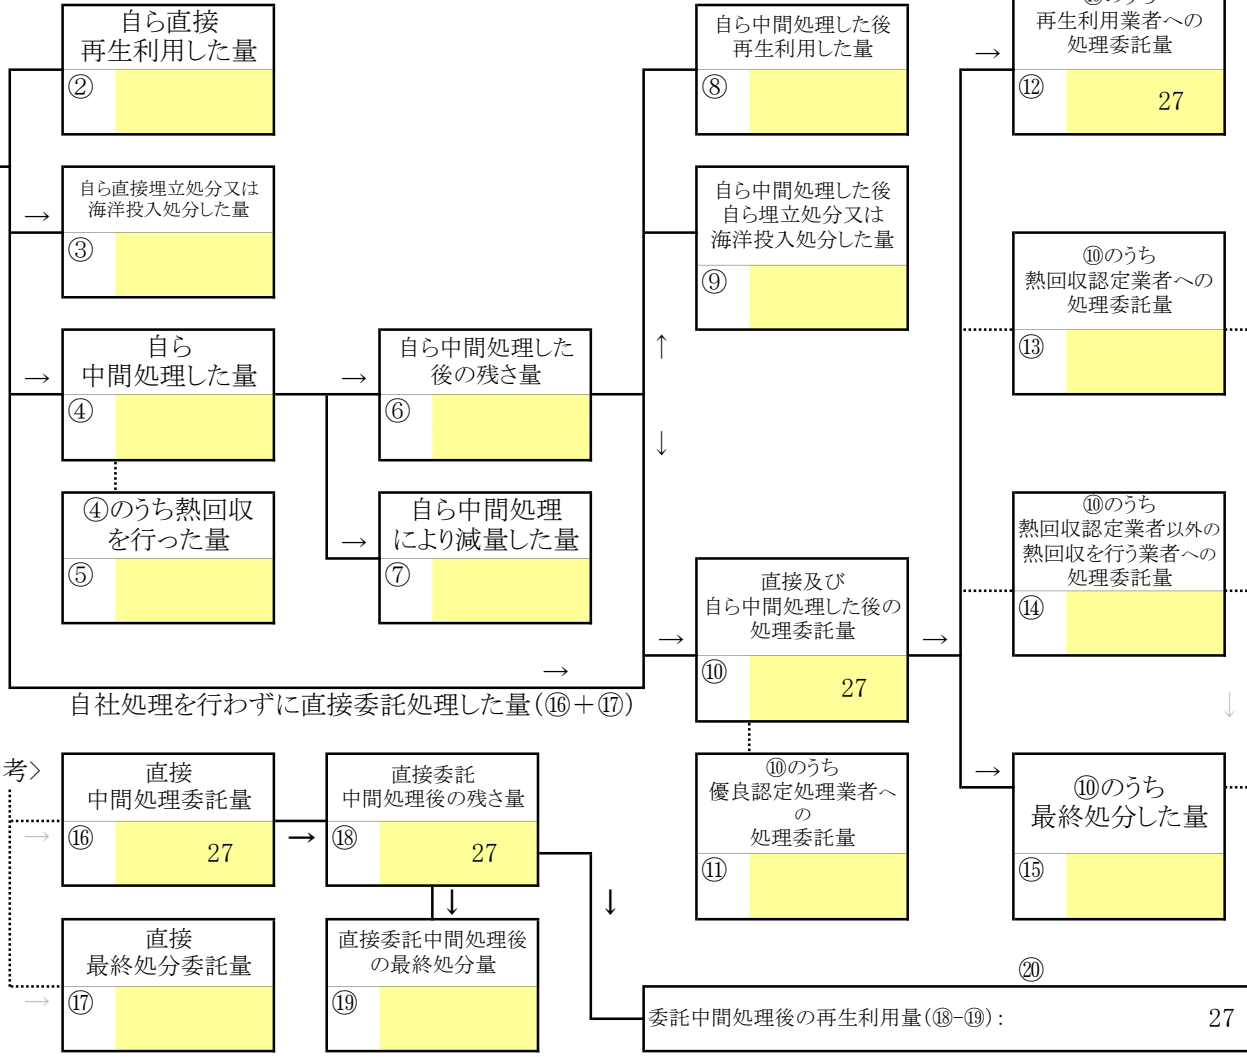 自ら直接
再生利用した量
②
自ら中間処理した後
再生利用した量
⑧
⑩のうち
再生利用業者への
処理委託量
→
⑫
27
自ら直接埋立処分又は
海洋投入処分した量
→
③
自ら中間処理した後
自ら埋立処分又は
海洋投入処分した量
⑨
⑩のうち
熱回収認定業者への
処理委託量
⑬
自ら
中間処理した量
→
④
→
自ら中間処理した
後の残さ量
⑥
↑
↓
④のうち熱回収
を行った量
⑤
自ら中間処理
により減量した量
→
⑦
⑩のうち
熱回収認定業者以外の
熱回収を行う業者への
処理委託量
⑭
直接及び
自ら中間処理した後の
処理委託量
→
→
⑩
27
→
自社処理を行わずに直接委託処理した量(⑯+⑰)
↓
考>
直接
中間処理委託量
→
⑯
27
→
直接委託
中間処理後の残さ量
⑱
27
⑩のうち
優良認定処理業者へ
の
処理委託量
⑪
→
⑩のうち
最終処分した量
⑮
↓
↓
直接
最終処分委託量
→
⑰
直接委託中間処理後
の最終処分量
⑲
⑳
委託中間処理後の再生利用量(⑱-⑲):
27